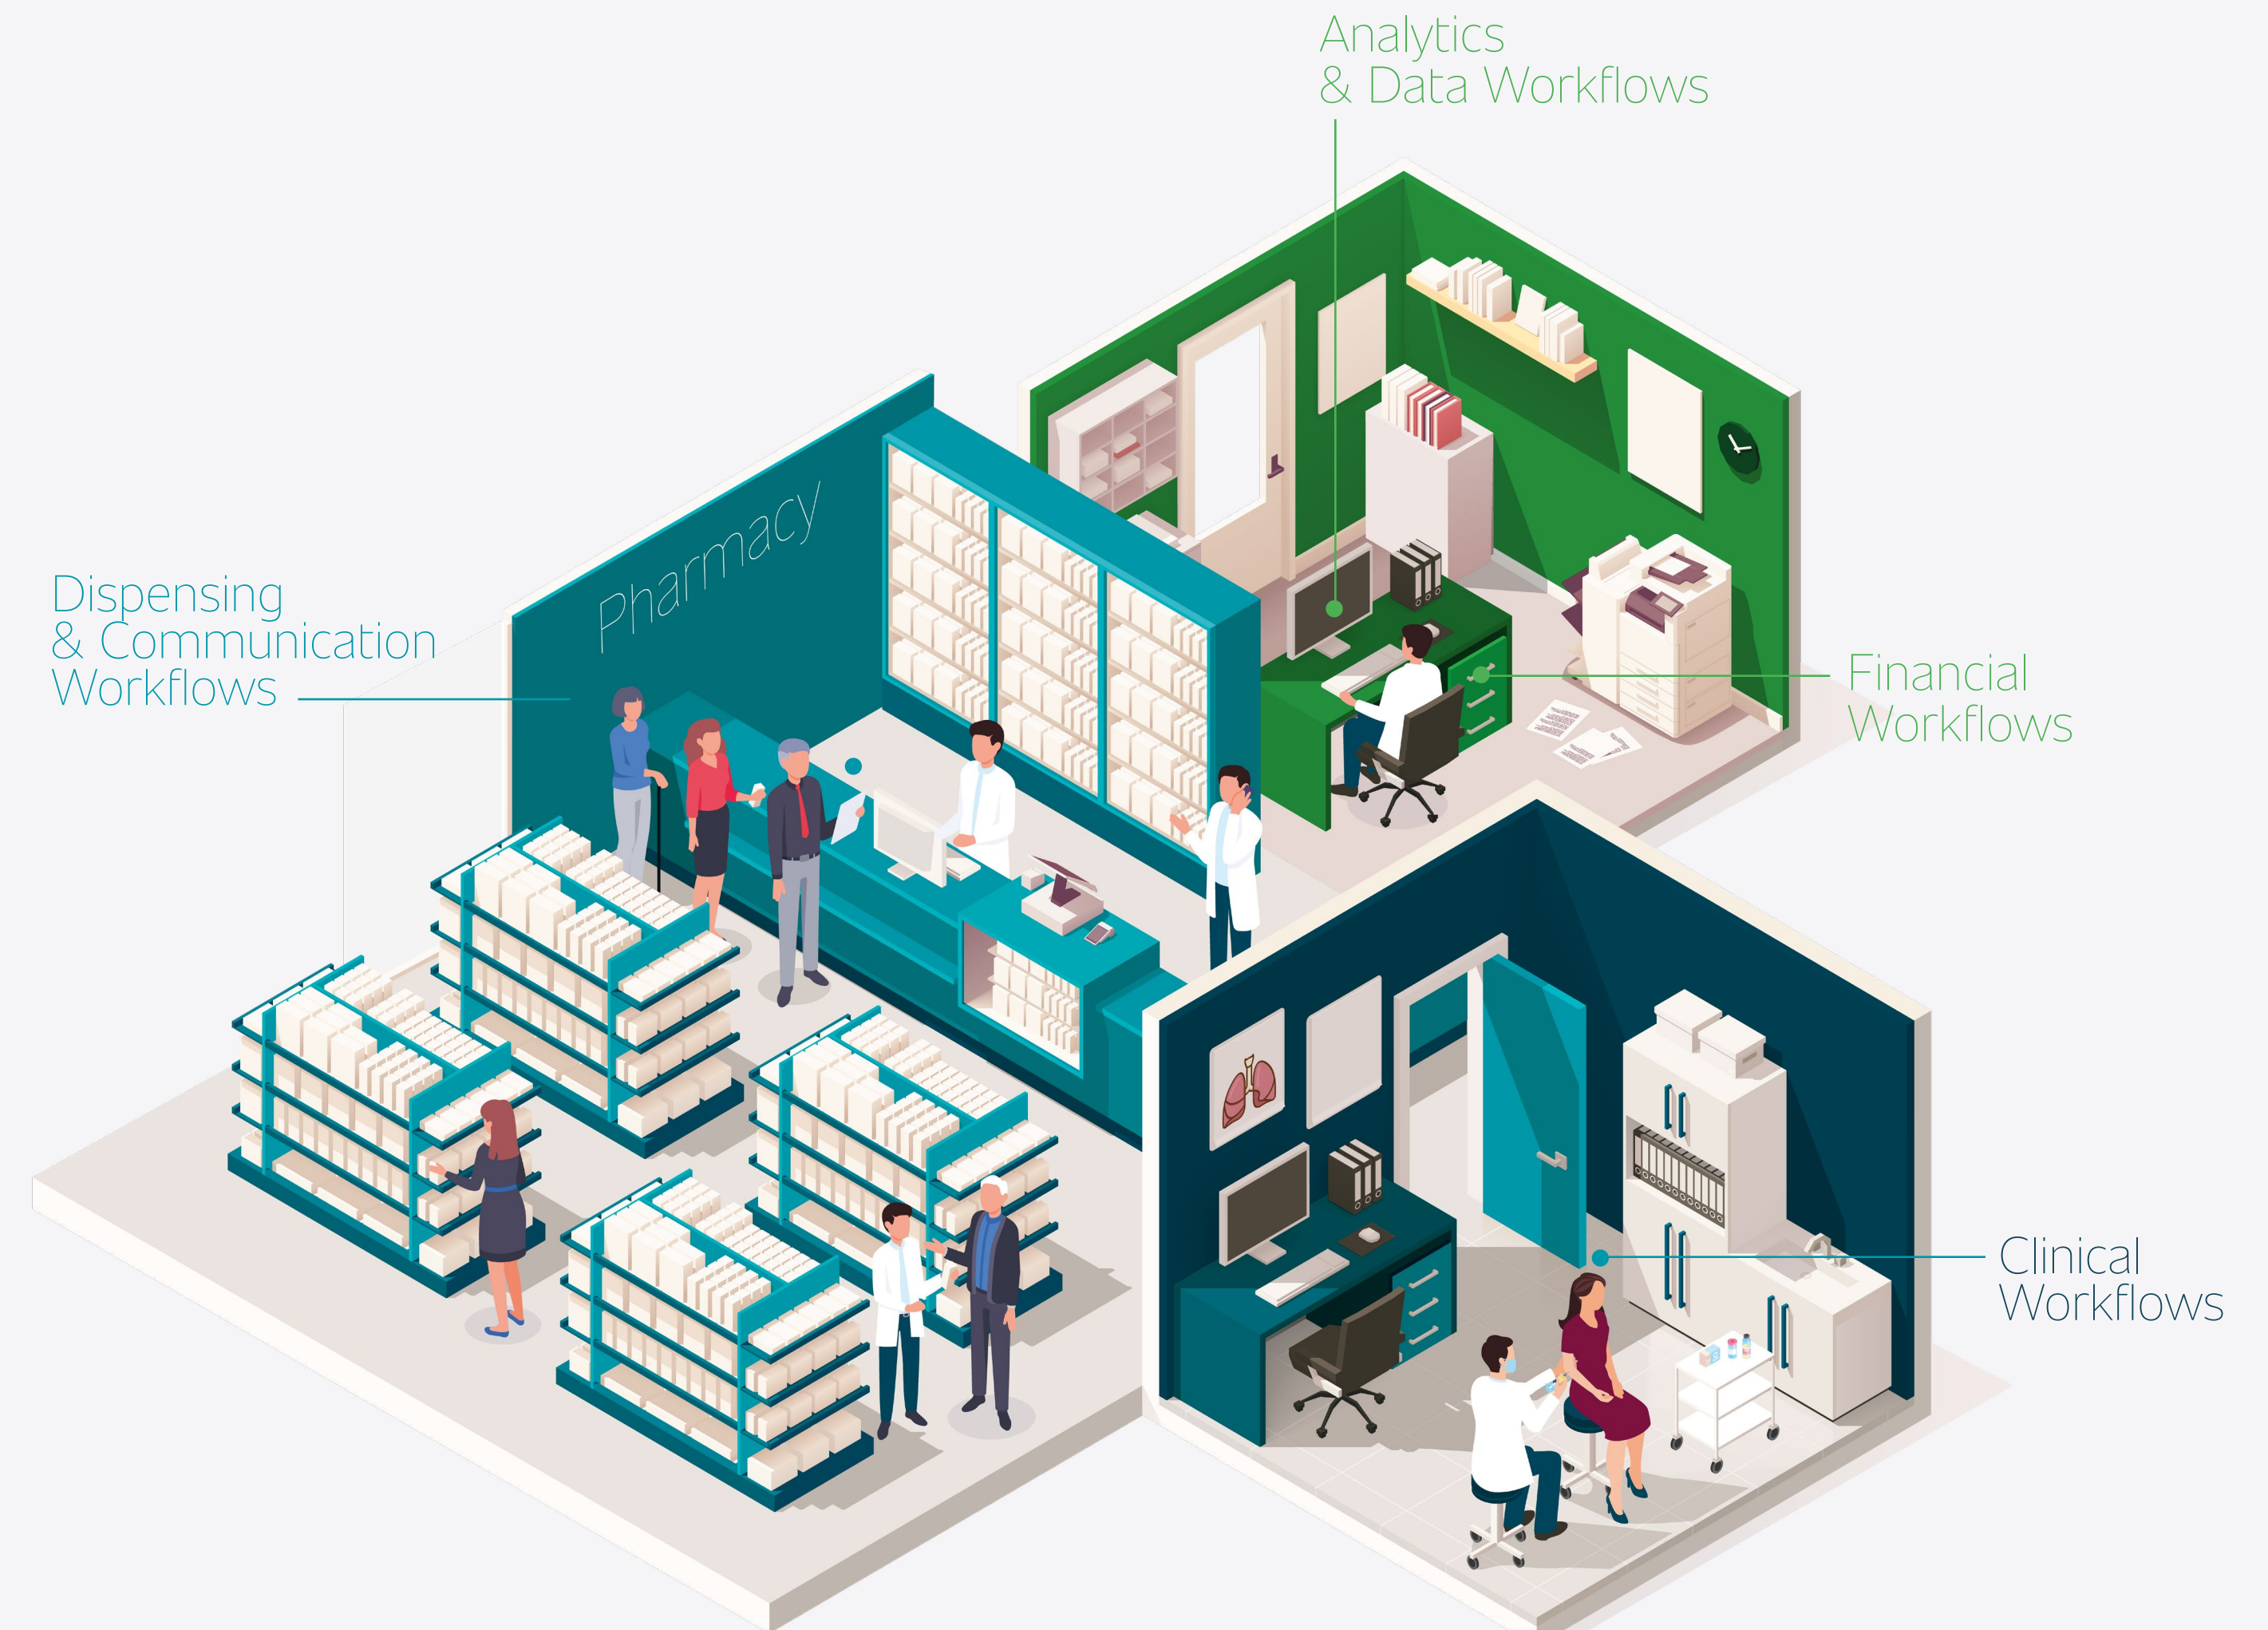 Analytics
& Data Workflows
Pharmacy
Dispensing
& Communication
Workflows
Financial
Workflows
Clinical
Workflows